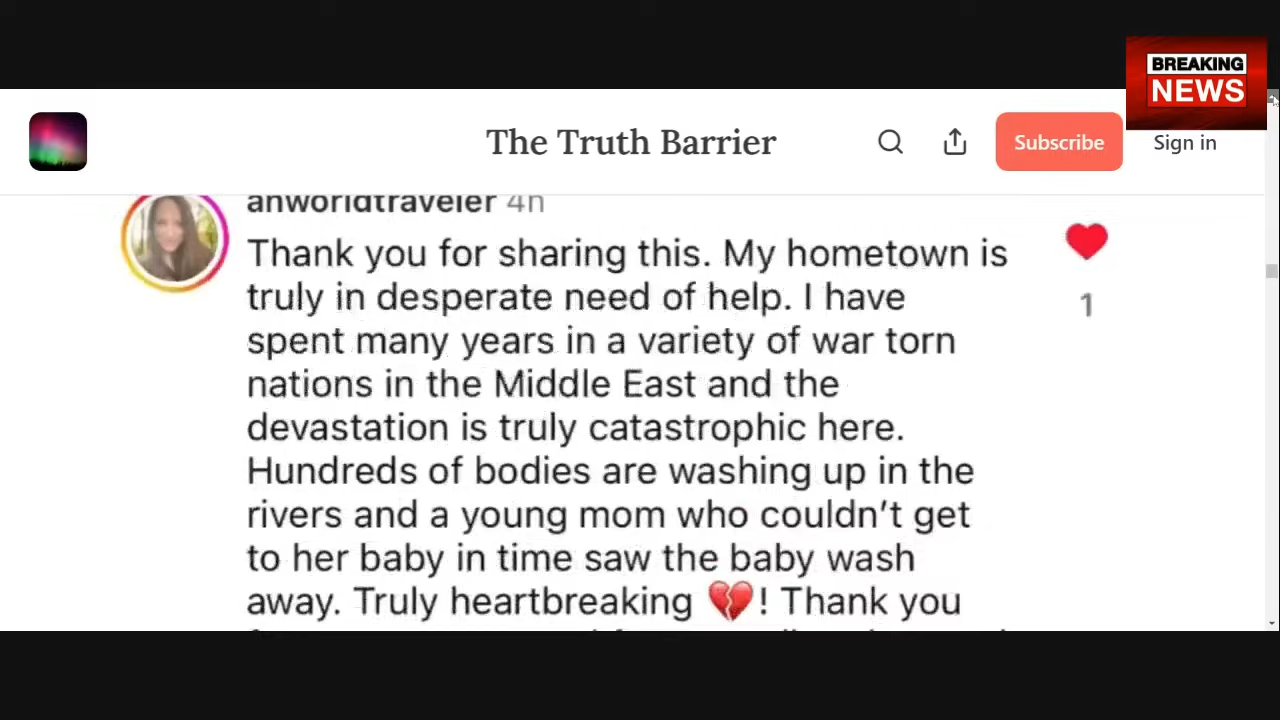 BREAKING
NEWS
The Truth Barrier
Subscribe
Sign in
anworldtraveler 4h
Thank you for sharing this. My hometown is
truly in desperate need of help. I have
spent many years in a variety of war torn
nations in the Middle East and the
devastation is truly catastrophic here.
Hundreds of bodies are washing up in the
rivers and a young mom who couldn't get
to her baby in time saw the baby wash
away. Truly heartbreaking 💔! Thank you
1